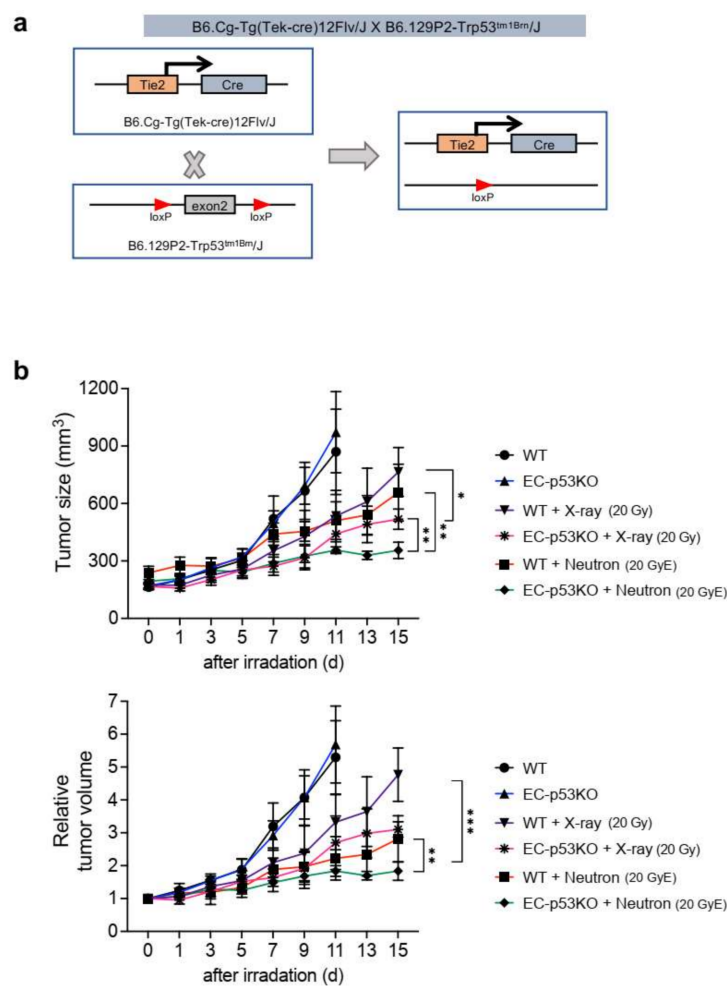 a
B6.Cg-Tg(Tek-cre)12Flv/J X B6.129P2-Trp53tm1Brn/J
Tie2 Cre
B6.Cg-Tg(Tek-cre)12Flv/J
exon2
loxP loxP
B6.129P2-Trp53tm1Brn/J
Tie2 Cre
loxP
b
1200
900
600
300
0
Tumor size (mm3)
0 1 3 5 7 9 11 13 15
after irradiation (d)
*
**
**
WT
EC-p53KO
WT + X-ray (20 Gy)
EC-p53KO + X-ray (20 Gy)
WT + Neutron (20 GyE)
EC-p53KO + Neutron (20 GyE)
7
6
5
4
3
2
1
0
Relative
tumor volume
0 1 3 5 7 9 11 13 15
after irradiation (d)
***
**
WT
EC-p53KO
WT + X-ray (20 Gy)
EC-p53KO + X-ray (20 Gy)
WT + Neutron (20 GyE)
EC-p53KO + Neutron (20 GyE)